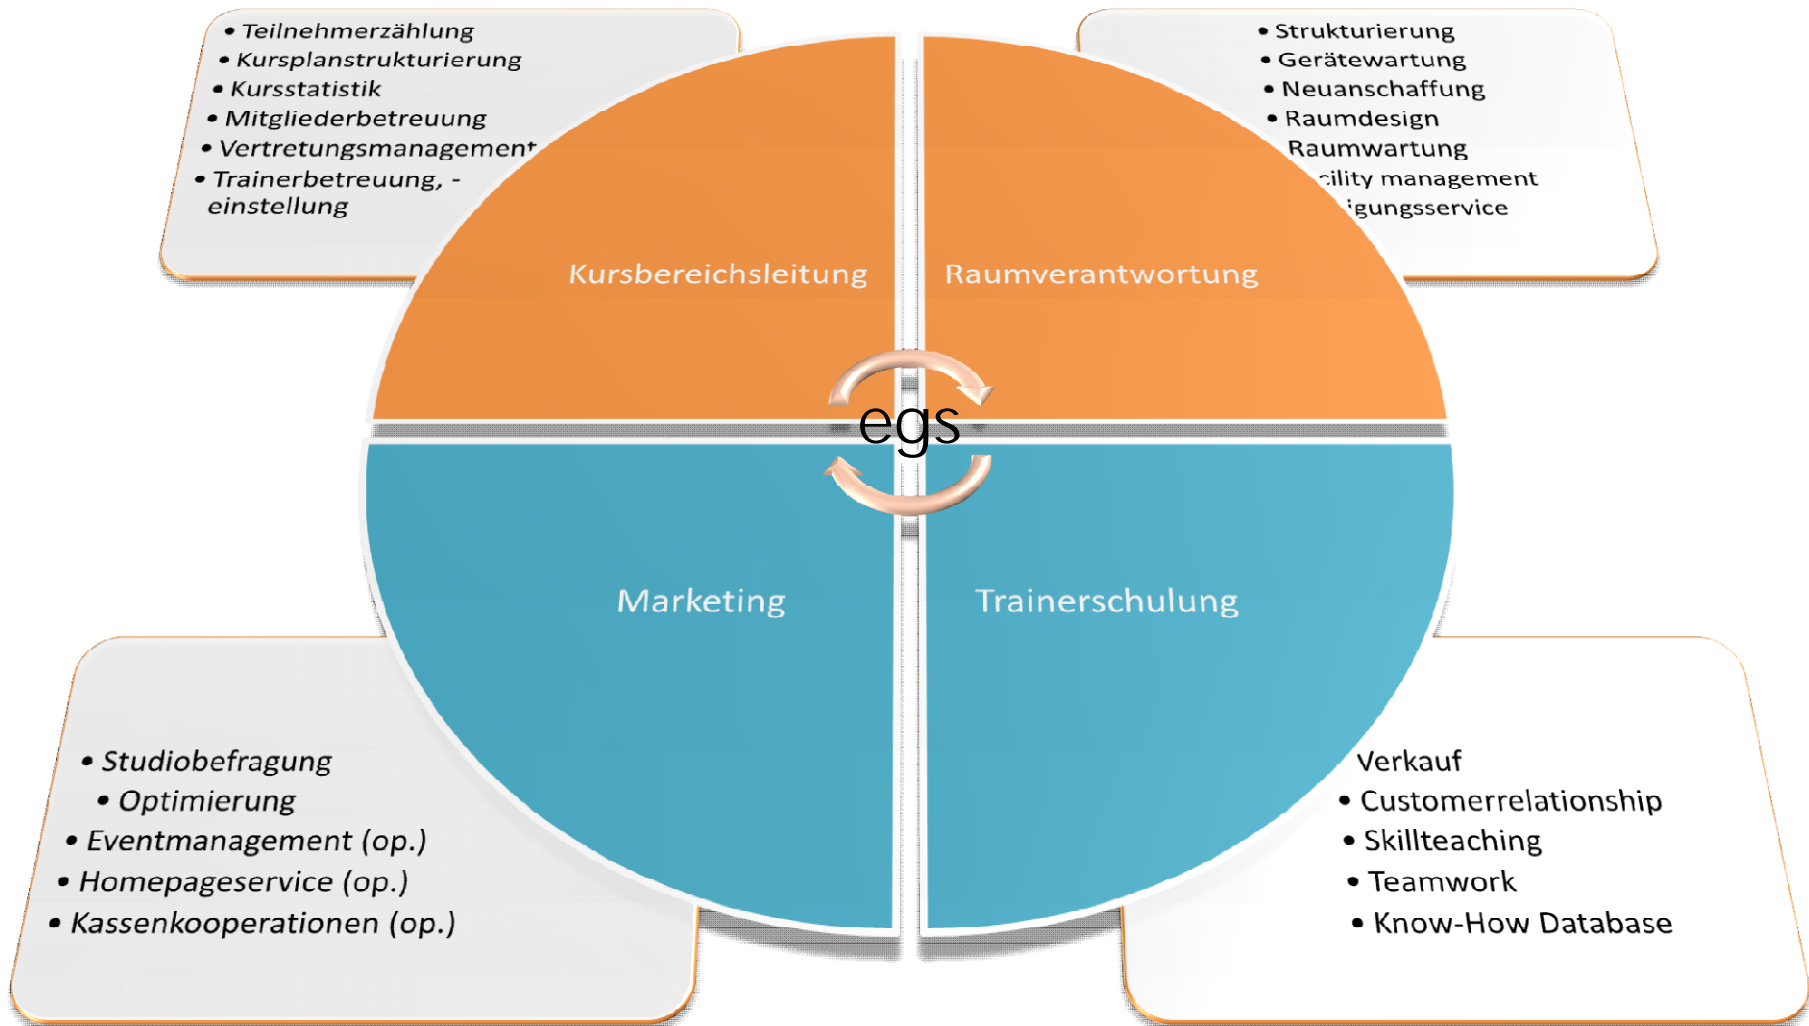 • Teilnehmerzählung
• Kursplanstrukturierung
• Kursstatistik
• Mitgliederbetreuung
• Vertretungsmanagement
• Trainerbetreuung, -
einstellung
• Strukturierung
• Gerätewartung
• Neuanschaffung
• Raumdesign
Raumwartung
management
Kursbereichsleitung
Raumverantwortung
egs
Marketing
Trainerschulung
• Studiobefragung
• Optimierung
• Eventmanagement (op.)
• Homepageservice (op.)
• Kassenkooperationen (op.)
Verkauf
• Customerrelationship
• Skillteaching
• Teamwork
• Know-How Database